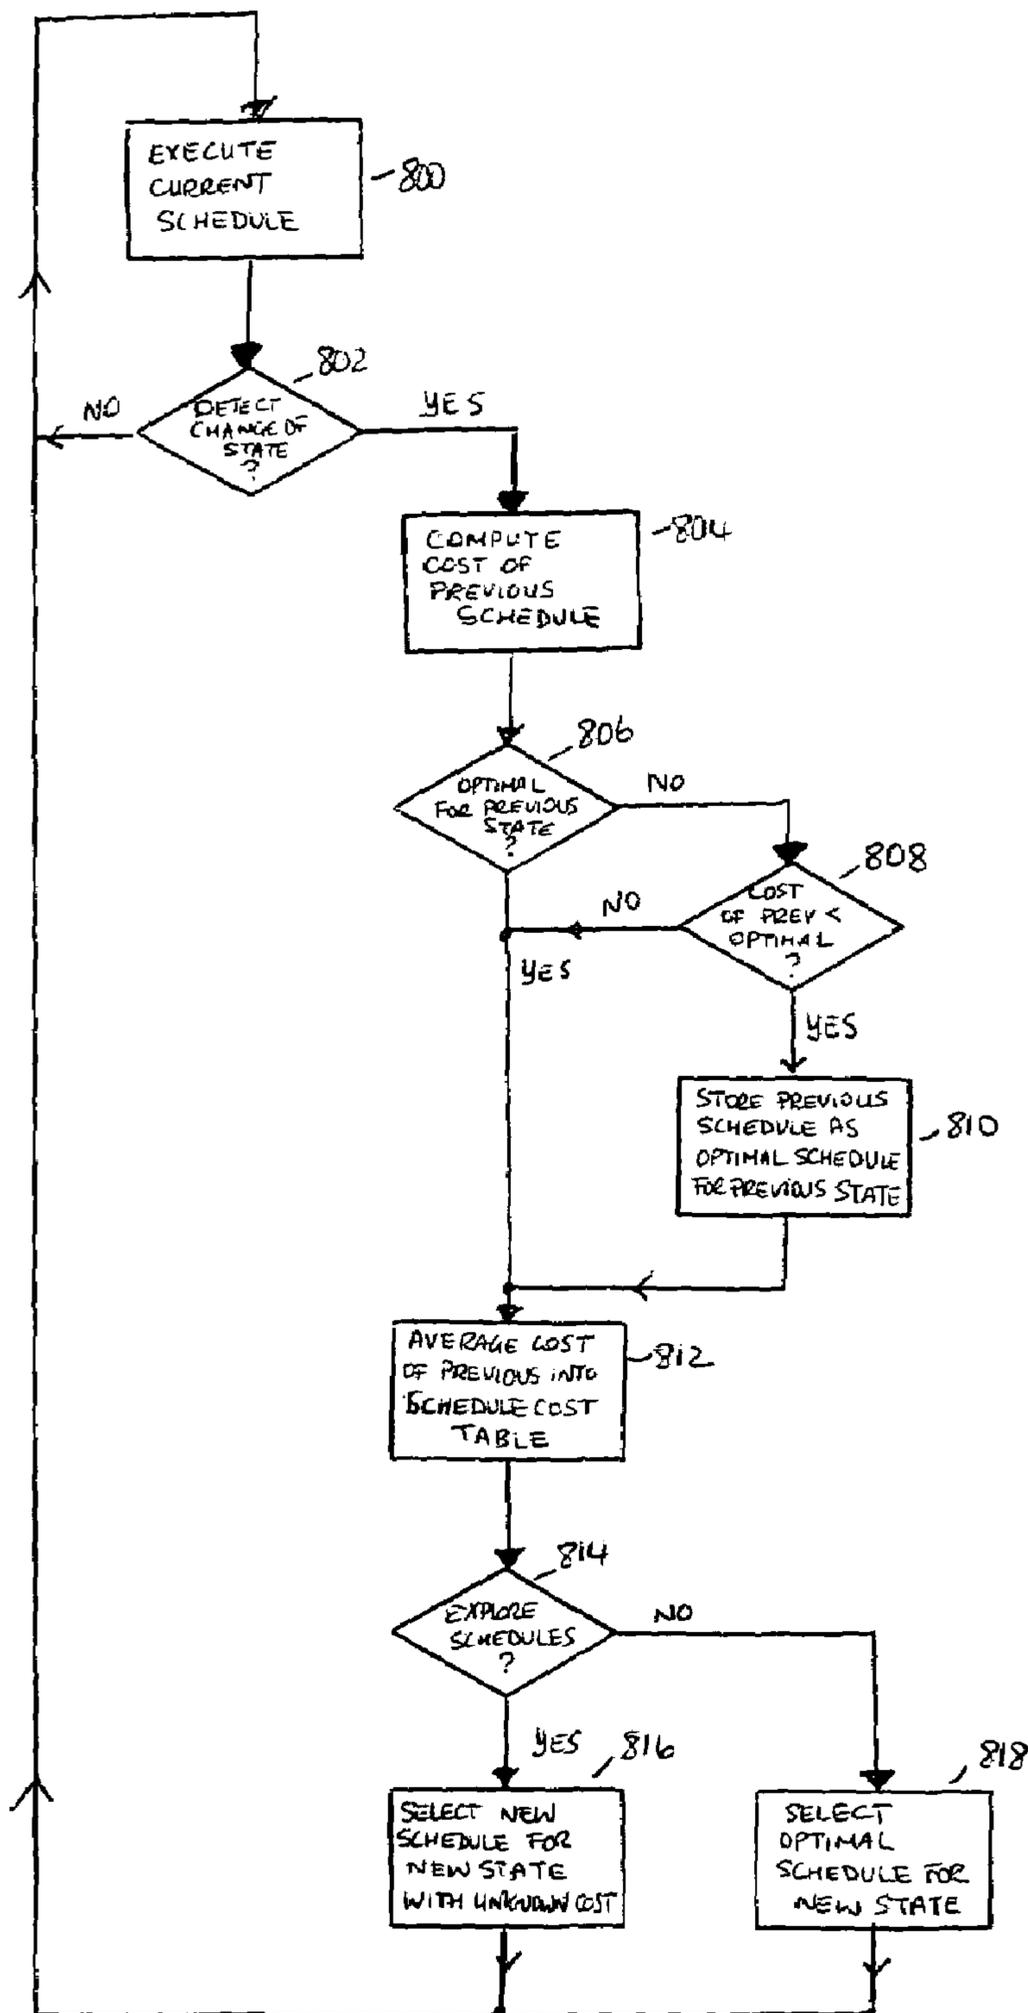 EXECUTE
CURRENT
SCHEDULE
800
802
DETECT
CHANGE OF
STATE
?
NO
YES
804
COMPUTE
COST OF
PREVIOUS
SCHEDULE
806
OPTIMAL
FOR PREVIOUS
STATE
?
NO
808
COST
OF PREV <
OPTIMAL
?
NO
YES
YES
STORE PREVIOUS
SCHEDULE AS
OPTIMAL SCHEDULE
FOR PREVIOUS STATE
810
AVERAGE COST
OF PREVIOUS INTO
SCHEDULE COST
TABLE
812
814
EXPLORE
SCHEDULES
?
NO
YES
816
818
SELECT NEW
SCHEDULE FOR
NEW STATE
WITH UNKNOWN COST
SELECT
OPTIMAL
SCHEDULE FOR
NEW STATE